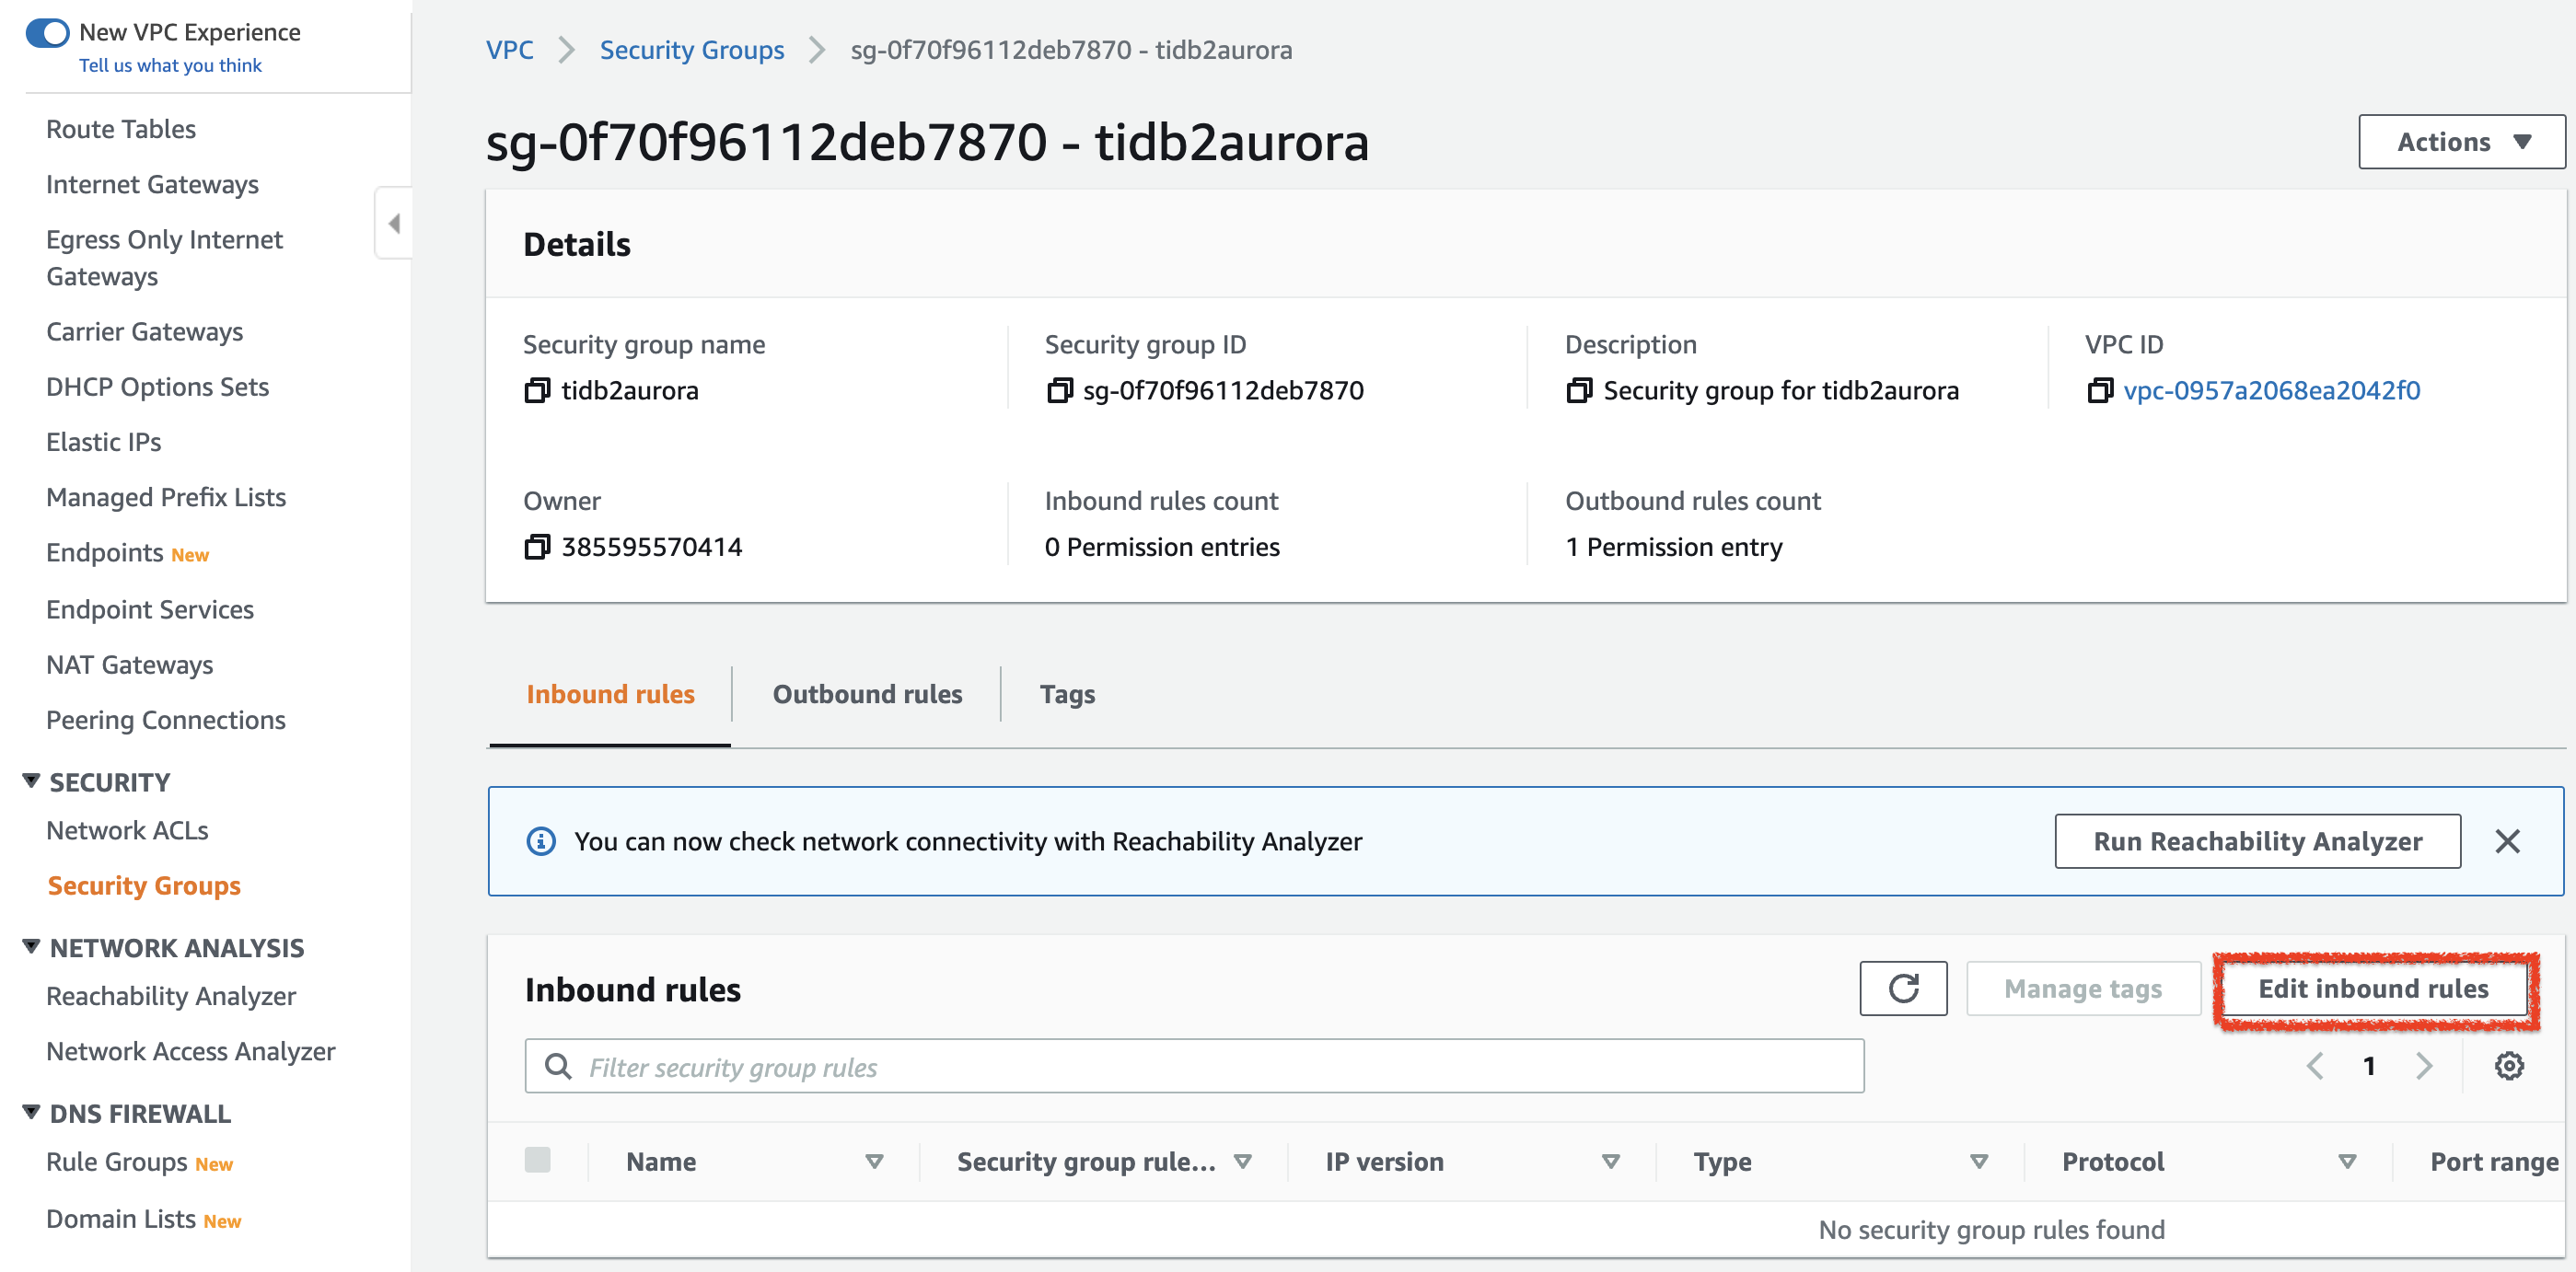 New VPC Experience
Tell us what you think
Route Tables
Internet Gateways
Egress Only Internet
Gateways
Carrier Gateways
DHCP Options Sets
Elastic IPs
Managed Prefix Lists
Endpoints New
Endpoint Services
NAT Gateways
Peering Connections
SECURITY
Network ACLs
Security Groups
NETWORK ANALYSIS
Reachability Analyzer
Network Access Analyzer
DNS FIREWALL
Rule Groups New
Domain Lists New
VPC Security Groups sg-0f70f96112deb7870 - tidb2aurora
sg-0f70f96112deb7870 - tidb2aurora
Actions
Details
Security group name Security group ID Description VPC ID
tidb2aurora sg-0f70f96112deb7870 Security group for tidb2aurora vpc-0957a2068ea2042f0
Owner Inbound rules count Outbound rules count
385595570414 0 Permission entries 1 Permission entry
Inbound rules Outbound rules Tags
You can now check network connectivity with Reachability Analyzer Run Reachability Analyzer
Inbound rules Manage tags Edit inbound rules
Filter security group rules 1
Name Security group rule... IP version Type Protocol Port range
No security group rules found